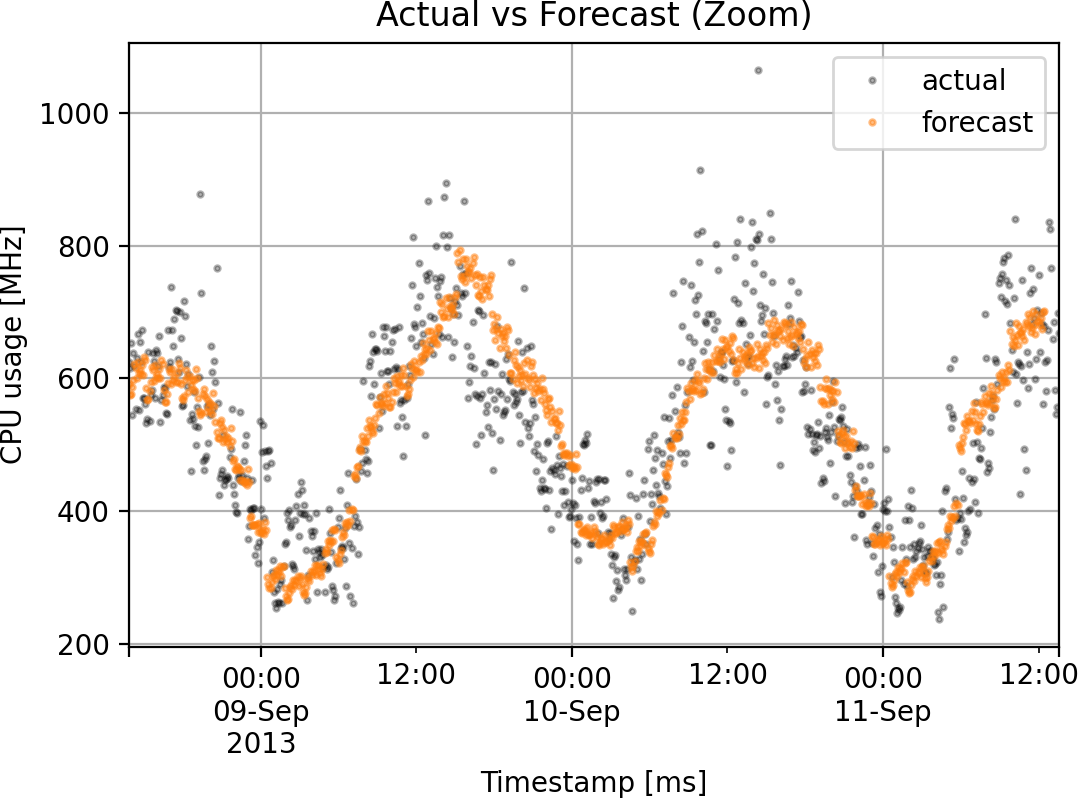 Actual vs Forecast (Zoom)
actual
forecast
CPU usage [MHz]
1000
800
600
400
200
00:00 12:00 00:00 12:00 00:00 12:00
09-Sep 10-Sep 11-Sep
2013
Timestamp [ms]